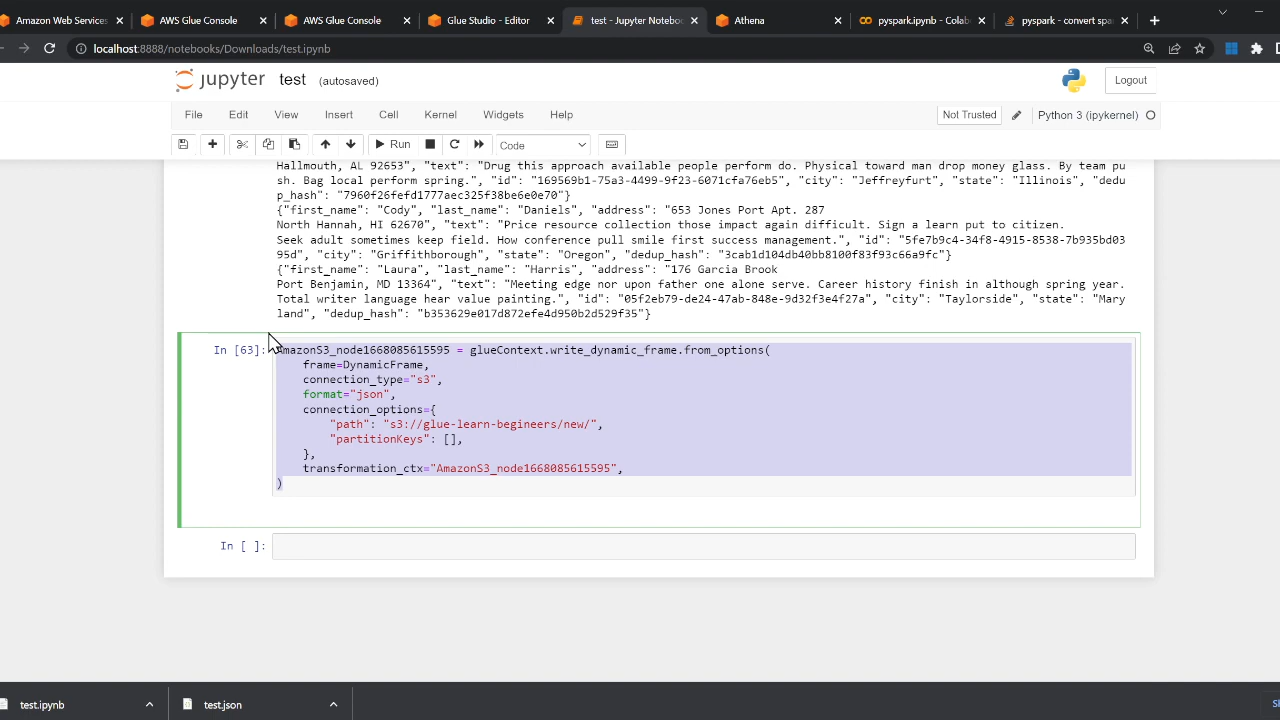 Amazon Web Services
AWS Glue Console
AWS Glue Console
Glue Studio - Editor
test - Jupyter Noteboo
Athena
pyspark.ipynb - Colab
pyspark - convert spa
localhost:8888/notebooks/Downloads/test.ipynb
jupyter test (autosaved)
Logout
File Edit View Insert Cell Kernel Widgets Help
Not Trusted
Python 3 (ipykernel)
Run
Code
Hallmouth, AL 92653", "text": "Drug this approach available people perform do. Physical toward man drop money glass. By team pu
sh. Bag local perform spring.", "id": "169569b1-75a3-4499-9f23-6071cfa76eb5", "city": "Jeffreyfurt", "state": "Illinois", "dedu
p_hash": "7960f26fefd1777aec325f38be6e0e70"}
{"first_name": "Cody", "last_name": "Daniels", "address": "653 Jones Port Apt. 287
North Hannah, HI 62670", "text": "Price resource collection those impact again difficult. Sign a learn put to citizen.
Seek adult sometimes keep field. How conference pull smile first success management.", "id": "5fe7b9c4-34f8-4915-8538-7b935bd03
95d", "city": "Griffithborough", "state": "Oregon", "dedup_hash": "3cab1d104db40bb8100f83f93c66a9fc"}
{"first_name": "Laura", "last_name": "Harris", "address": "176 Garcia Brook
Port Benjamin, MD 13364", "text": "Meeting edge nor upon father one alone serve. Career history finish in although spring year.
Total writer language hear value painting.", "id": "05f2eb79-de24-47ab-848e-9d32f3e4f27a", "city": "Taylorside", "state": "Mary
land", "dedup_hash": "b353629e017d872efe4d950b2d529f35"}
In [63]: AmazonS3_node1668085615595 = glueContext.write_dynamic_frame.from_options(
frame=DynamicFrame,
connection_type="s3",
format="json",
connection_options={
"path": "s3://glue-learn-begineers/new/",
"partitionKeys": [],
},
transformation_ctx="AmazonS3_node1668085615595",
)
In [ ]:
test.ipynb
test.json